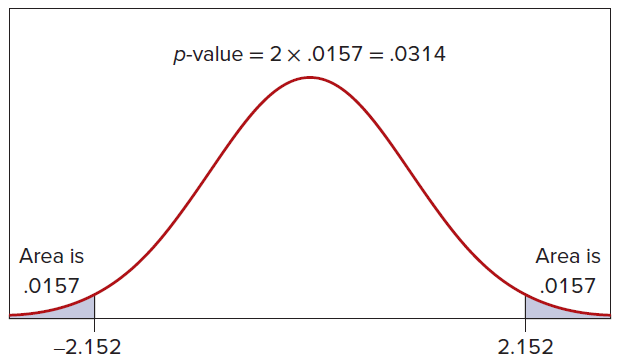 p-value = 2 × .0157 = .0314
Area is
.0157
Area is
.0157
–2.152
2.152